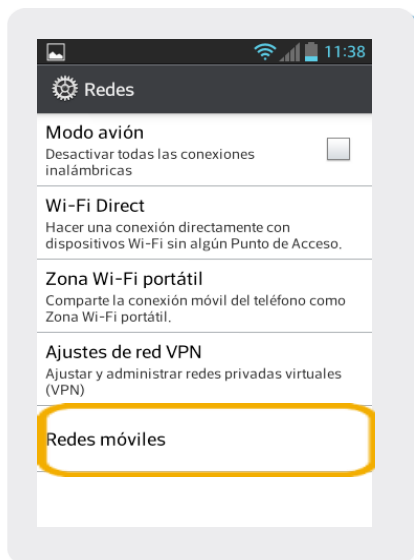 11:38
Redes
Modo avión
Desactivar todas las conexiones
inalámbricas
Wi-Fi Direct
Hacer una conexión directamente con
dispositivos Wi-Fi sin algún Punto de Acceso.
Zona Wi-Fi portátil
Comparte la conexión móvil del teléfono como
Zona Wi-Fi portátil.
Ajustes de red VPN
Ajustar y administrar redes privadas virtuales
(VPN)
Redes móviles